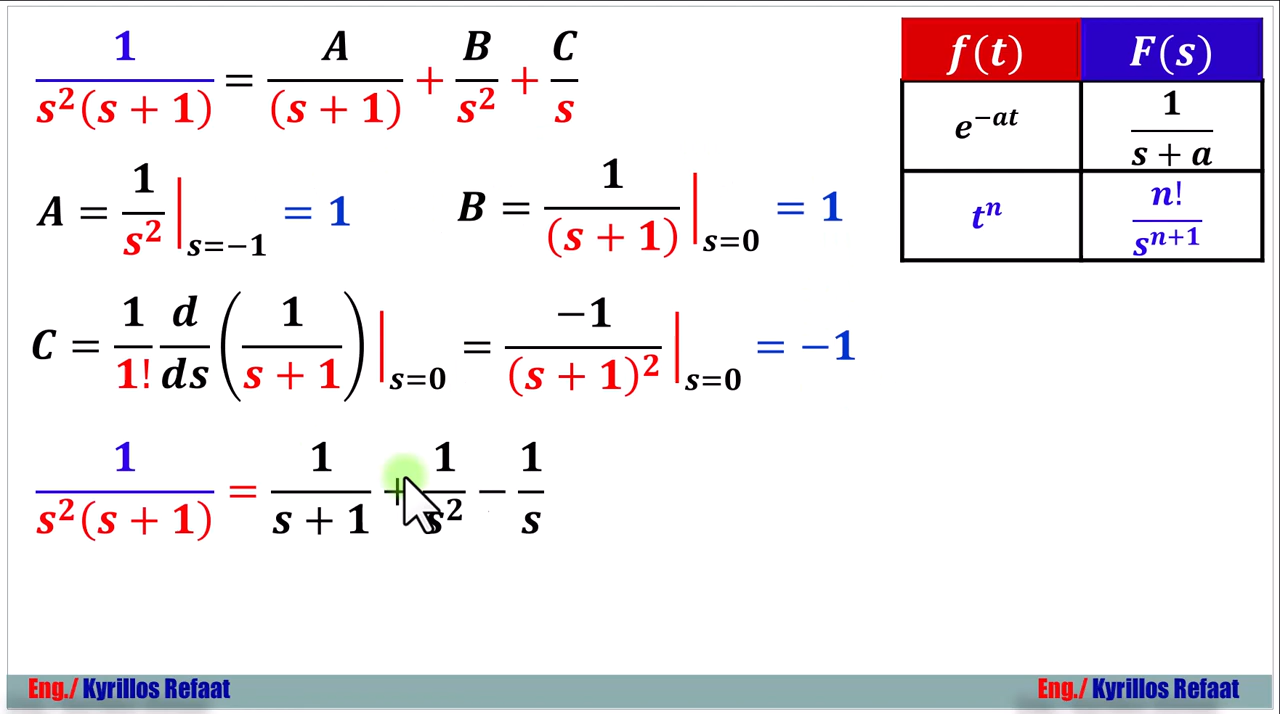 1/(s²(s + 1)) = A/(s + 1) + B/s² + C/s
A = 1/s² |s=−1 = 1
B = 1/(s + 1) |s=0 = 1
C = 1/1! d/ds (1/(s + 1)) |s=0 = −1/(s + 1)² |s=0 = −1
1/(s²(s + 1)) = 1/(s + 1) + 1/s² − 1/s
f(t) F(s)
e^(−at) 1/(s + a)
tⁿ n!/s^(n+1)
Eng./ Kyrillos Refaat
Eng./ Kyrillos Refaat